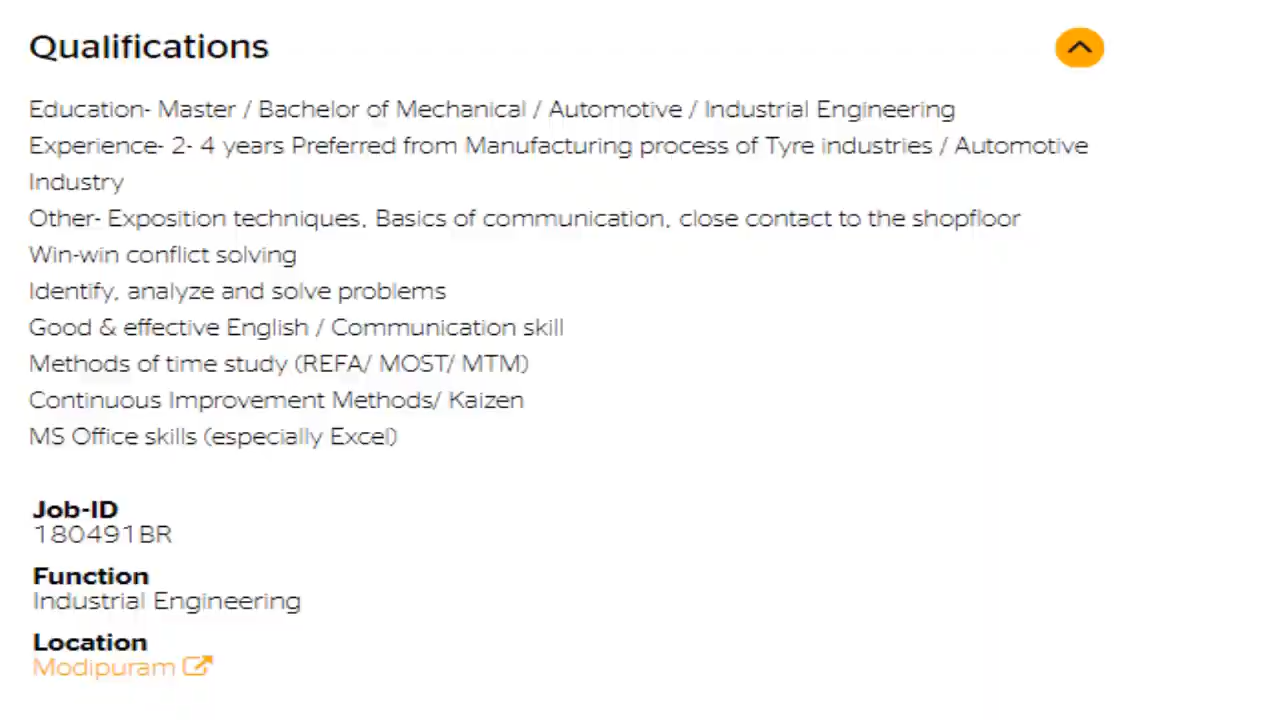 Qualifications
Education- Master / Bachelor of Mechanical / Automotive / Industrial Engineering
Experience- 2- 4 years Preferred from Manufacturing process of Tyre industries / Automotive
Industry
Other- Exposition techniques, Basics of communication, close contact to the shopfloor
Win-win conflict solving
Identify, analyze and solve problems
Good & effective English / Communication skill
Methods of time study (REFA/ MOST/ MTM)
Continuous Improvement Methods/ Kaizen
MS Office skills (especially Excel)
Job-ID
180491BR
Function
Industrial Engineering
Location
Modipuram